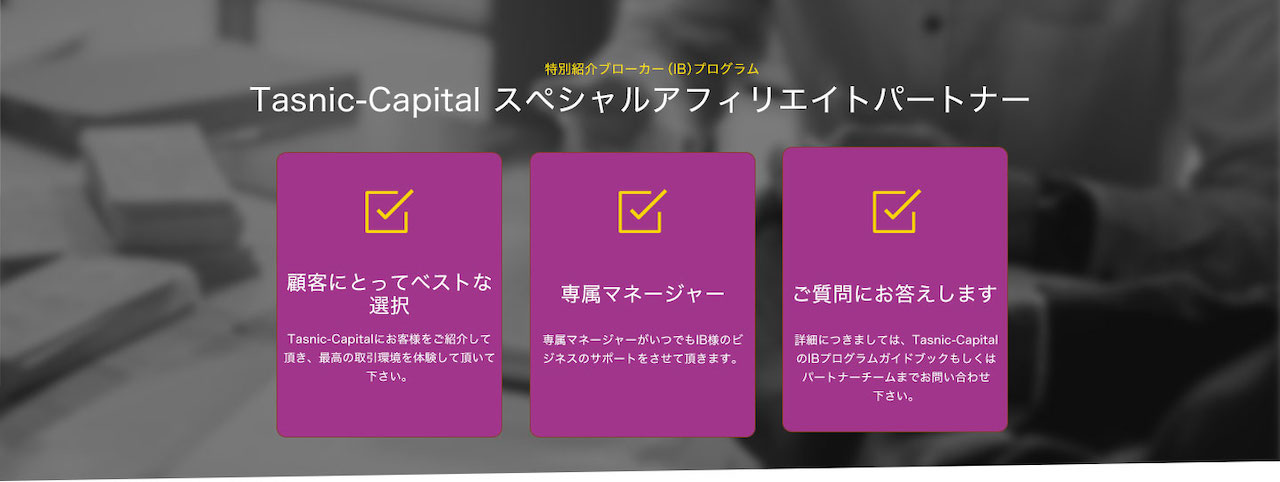 特別紹介ブローカー(IB)プログラム
Tasnic-Capital スペシャルアフィリエイトパートナー
顧客にとってベストな
選択
Tasnic-Capitalにお客様をご紹介して
頂き、最高の取引環境を体験して頂いて
下さい。
専属マネージャー
専属マネージャーがいつでもIB様のビ
ジネスのサポートをさせて頂きます。
ご質問にお答えします
詳細につきましては、Tasnic-Capital
のIBプログラムガイドブックもしくは
パートナーチームまでお問い合わせ
下さい。